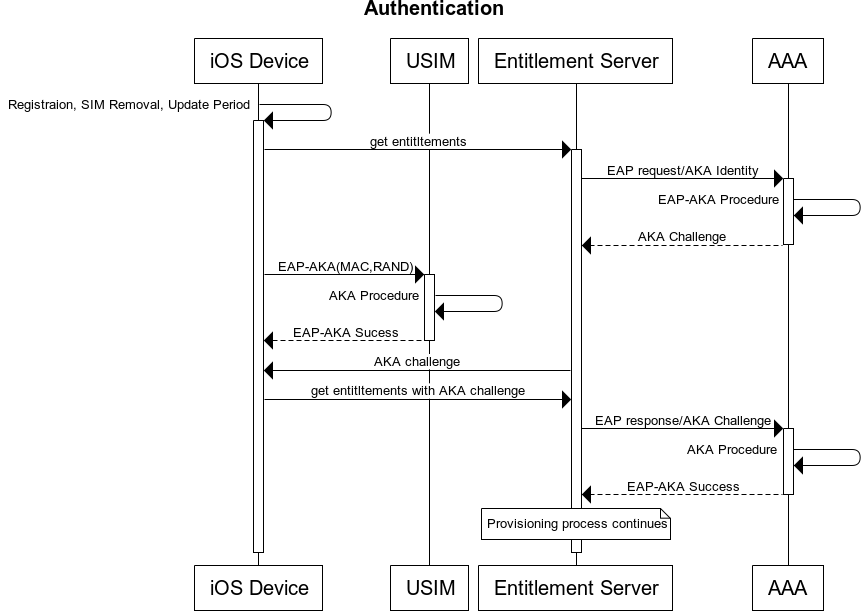 Authentication
iOS Device
USIM
Entitlement Server
AAA
Registraion, SIM Removal, Update Period
get entitltements
EAP request/AKA Identity
EAP-AKA Procedure
AKA Challenge
EAP-AKA(MAC,RAND)
AKA Procedure
EAP-AKA Sucess
AKA challenge
get entitltements with AKA challenge
EAP response/AKA Challenge
AKA Procedure
EAP-AKA Success
Provisioning process continues
iOS Device
USIM
Entitlement Server
AAA